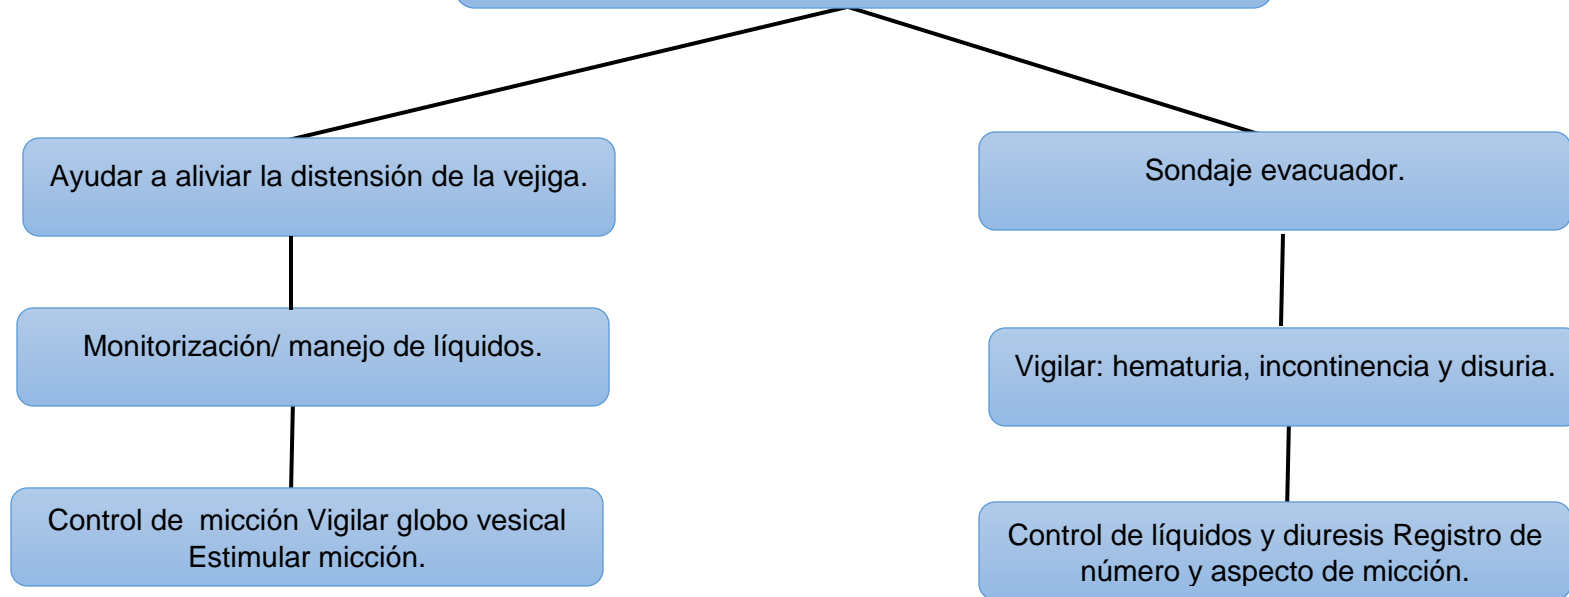 Ayudar a aliviar la distensión de la vejiga.
Sondaje evacuador.
Monitorización/ manejo de líquidos.
Vigilar: hematuria, incontinencia y disuria.
Control de  micción Vigilar globo vesical
Estimular micción.
Control de líquidos y diuresis Registro de
número y aspecto de micción.